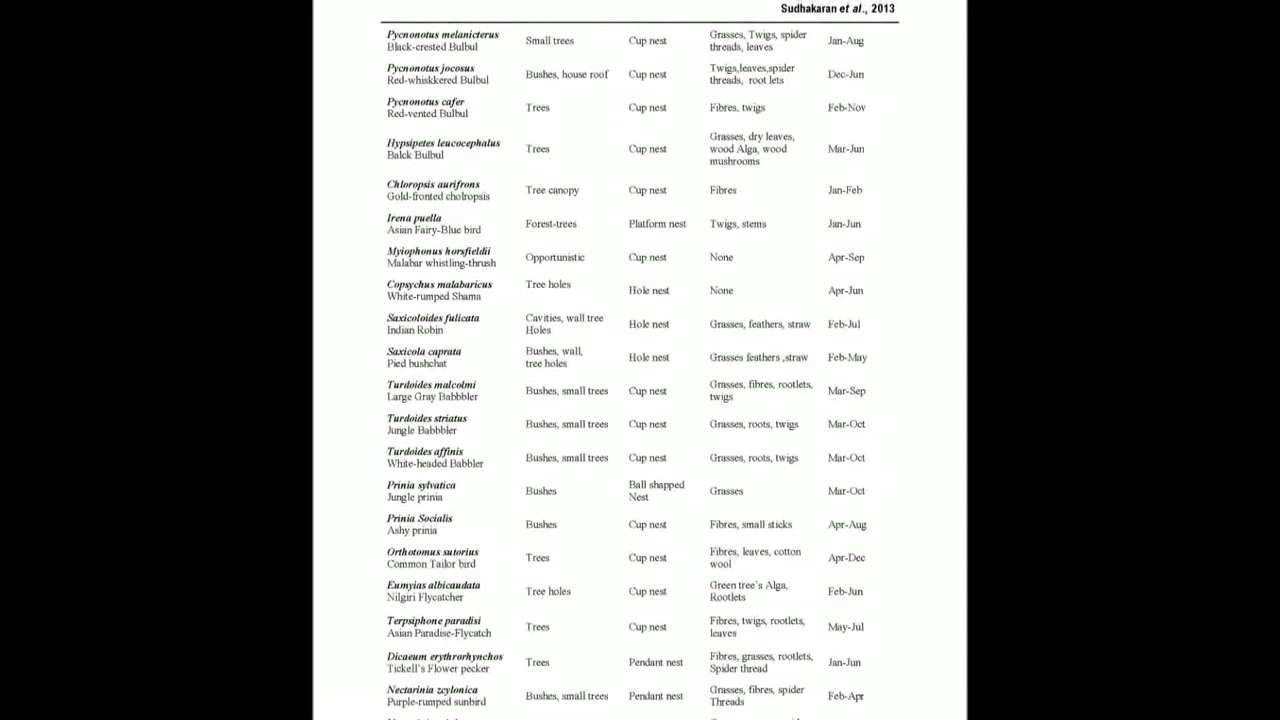 Sudhakaran et al., 2013
Pycnonotus melanicterus
Black-crested Bulbul
Small trees
Cup nest
Grasses, Twigs, spider
threads, leaves
Jan-Aug
Pycnonotus jocosus
Red-whiskkered Bulbul
Bushes, house roof
Cup nest
Twigs,leaves,spider
threads, root lets
Dec-Jun
Pycnonotus cafer
Red-vented Bulbul
Trees
Cup nest
Fibres, twigs
Feb-Nov
Hypsipetes leucocephalus
Balck Bulbul
Trees
Cup nest
Grasses, dry leaves,
wood Alga, wood
mushrooms
Mar-Jun
Chloropsis aurifrons
Gold-fronted cholropsis
Tree canopy
Cup nest
Fibres
Jan-Feb
Irena puella
Asian Fairy-Blue bird
Forest-trees
Platform nest
Twigs, stems
Jan-Jun
Myiophonus horsfieldii
Malabar whistling-thrush
Opportunistic
Cup nest
None
Apr-Sep
Copsychus malabaricus
White-rumped Shama
Tree holes
Hole nest
None
Apr-Jun
Saxicoloides fulicata
Indian Robin
Cavities, wall tree
Holes
Hole nest
Grasses, feathers, straw
Feb-Jul
Saxicola caprata
Pied bushchat
Bushes, wall,
tree holes
Hole nest
Grasses feathers ,straw
Feb-May
Turdoides malcolmi
Large Gray Babbbler
Bushes, small trees
Cup nest
Grasses, fibres, rootlets,
twigs
Mar-Sep
Turdoides striatus
Jungle Babbbler
Bushes, small trees
Cup nest
Grasses, roots, twigs
Mar-Oct
Turdoides affinis
White-headed Babbler
Bushes, small trees
Cup nest
Grasses, roots, twigs
Mar-Oct
Prinia sylvatica
Jungle prinia
Bushes
Ball shapped
Nest
Grasses
Mar-Oct
Prinia Socialis
Ashy prinia
Bushes
Cup nest
Fibres, small sticks
Apr-Aug
Orthotomus sutorius
Common Tailor bird
Trees
Cup nest
Fibres, leaves, cotton
wool
Apr-Dec
Eumyias albicaudata
Nilgiri Flycatcher
Tree holes
Cup nest
Green tree's Alga,
Rootlets
Feb-Jun
Terpsiphone paradisi
Asian Paradise-Flycatch
Trees
Cup nest
Fibres, twigs, rootlets,
leaves
May-Jul
Dicaeum erythrorhynchos
Tickell's Flower pecker
Trees
Pendant nest
Fibres, grasses, rootlets,
Spider thread
Jan-Jun
Nectarinia zeylonica
Purple-rumped sunbird
Bushes, small trees
Pendant nest
Grasses, fibres, spider
Threads
Feb-Apr